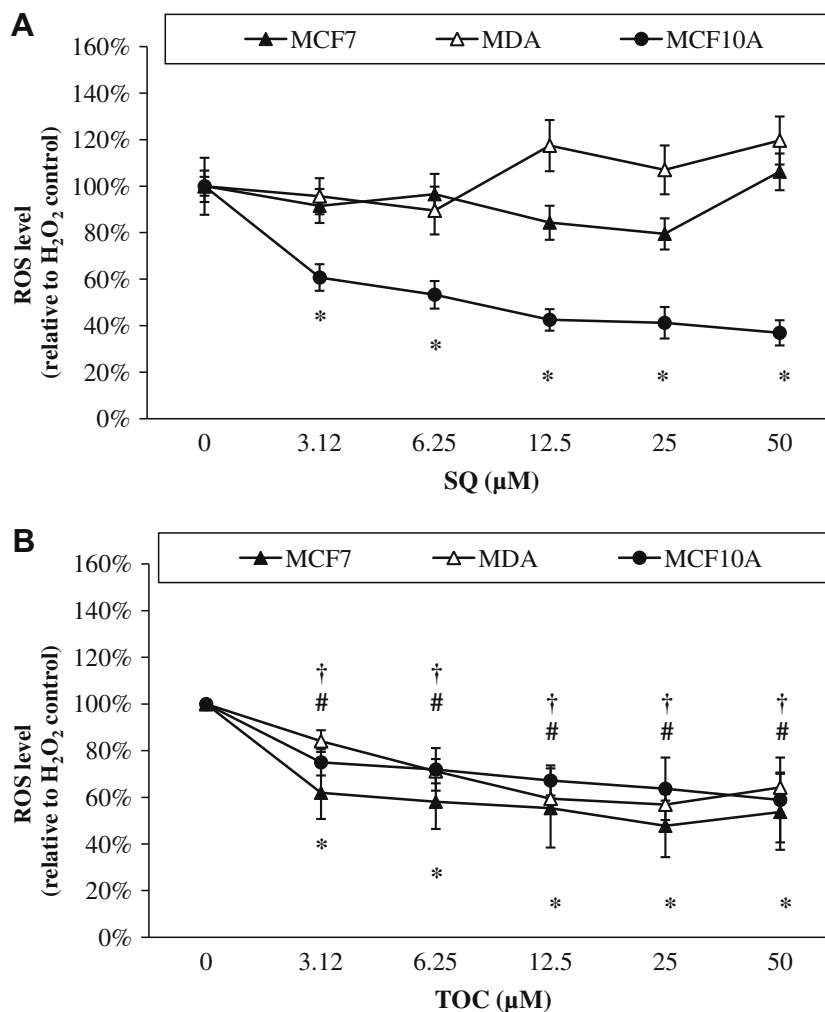 A
MCF7 MDA MCF10A
160%
140%
120%
100%
80%
60%
40%
20%
0%
ROS level
(relative to H₂O₂ control)
* * * * *
0 3.12 6.25 12.5 25 50
SQ (µM)
B
MCF7 MDA MCF10A
160%
140%
120%
100%
80%
60%
40%
20%
0%
ROS level
(relative to H₂O₂ control)
† † † † †
# # # # #
* * * * *
0 3.12 6.25 12.5 25 50
TOC (µM)